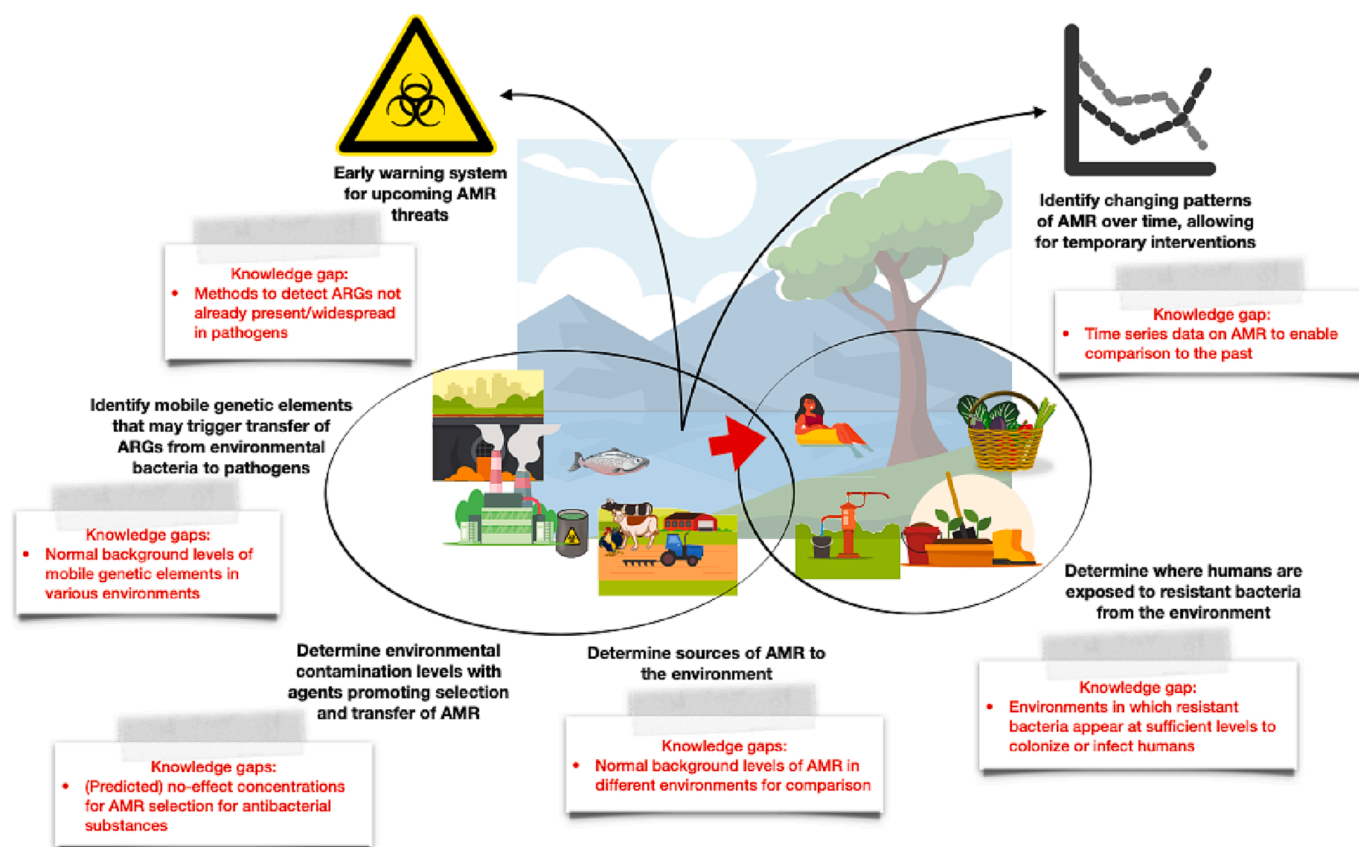 Early warning system
for upcoming AMR
threats
Knowledge gap:
• Methods to detect ARGs not
already present/widespread
in pathogens
Identify changing patterns
of AMR over time, allowing
for temporary interventions
Knowledge gap:
• Time series data on AMR to enable
comparison to the past
Identify mobile genetic elements
that may trigger transfer of
ARGs from environmental
bacteria to pathogens
Knowledge gaps:
• Normal background levels of
mobile genetic elements in
various environments
Determine environmental
contamination levels with
agents promoting selection
and transfer of AMR
Knowledge gaps:
• (Predicted) no-effect concentrations
for AMR selection for antibacterial
substances
Determine sources of AMR to
the environment
Knowledge gaps:
• Normal background levels of AMR in
different environments for comparison
Determine where humans are
exposed to resistant bacteria
from the environment
Knowledge gap:
• Environments in which resistant
bacteria appear at sufficient levels to
colonize or infect humans